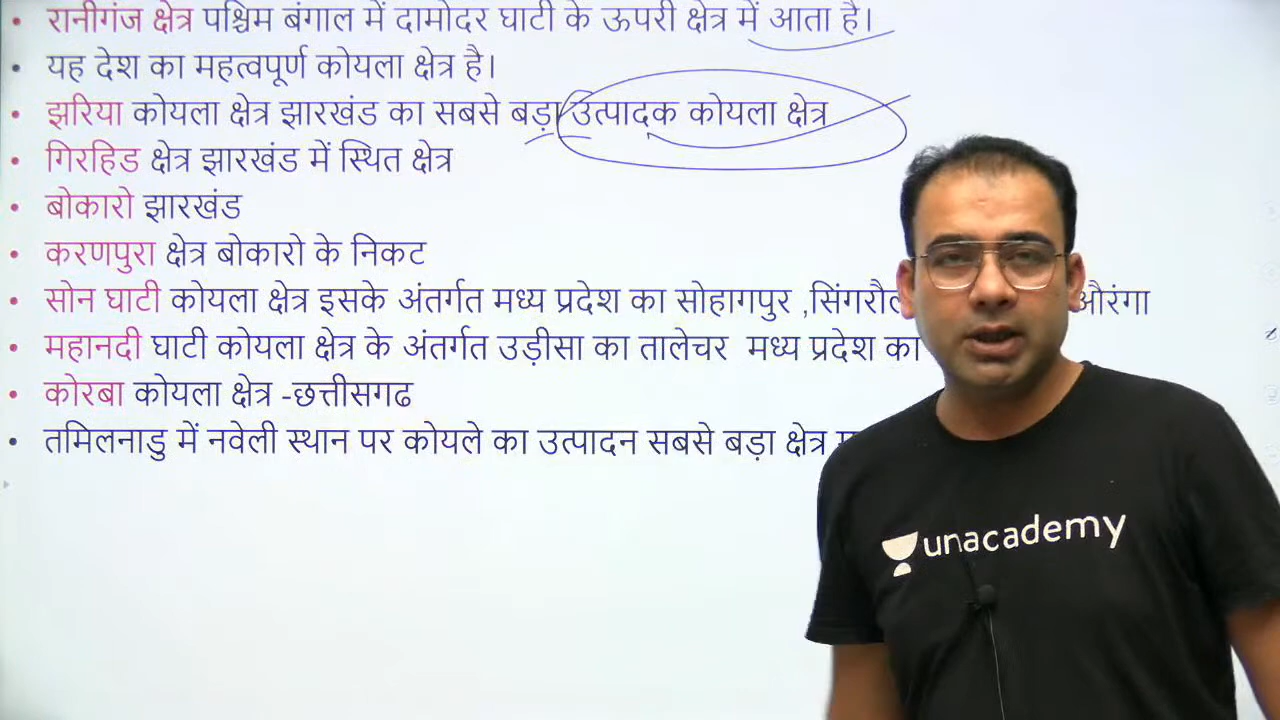 रानीगंज क्षेत्र पश्चिम बंगाल में दामोदर घाटी के ऊपरी क्षेत्र में आता है।
यह देश का महत्वपूर्ण कोयला क्षेत्र है।
झरिया कोयला क्षेत्र झारखंड का सबसे बड़ा उत्पादक कोयला क्षेत्र
गिरहिड क्षेत्र झारखंड में स्थित क्षेत्र
बोकारो झारखंड
करणपुरा क्षेत्र बोकारो के निकट
सोन घाटी कोयला क्षेत्र इसके अंतर्गत मध्य प्रदेश का सोहागपुर , औरंगा
महानदी घाटी कोयला क्षेत्र के अंतर्गत उड़ीसा का तालेचर मध्य प्रदेश का
कोरबा कोयला क्षेत्र -छत्तीसगढ
तमिलनाडु में नवेली स्थान पर कोयले का उत्पादन सबसे बड़ा क्षेत्र
unacademy